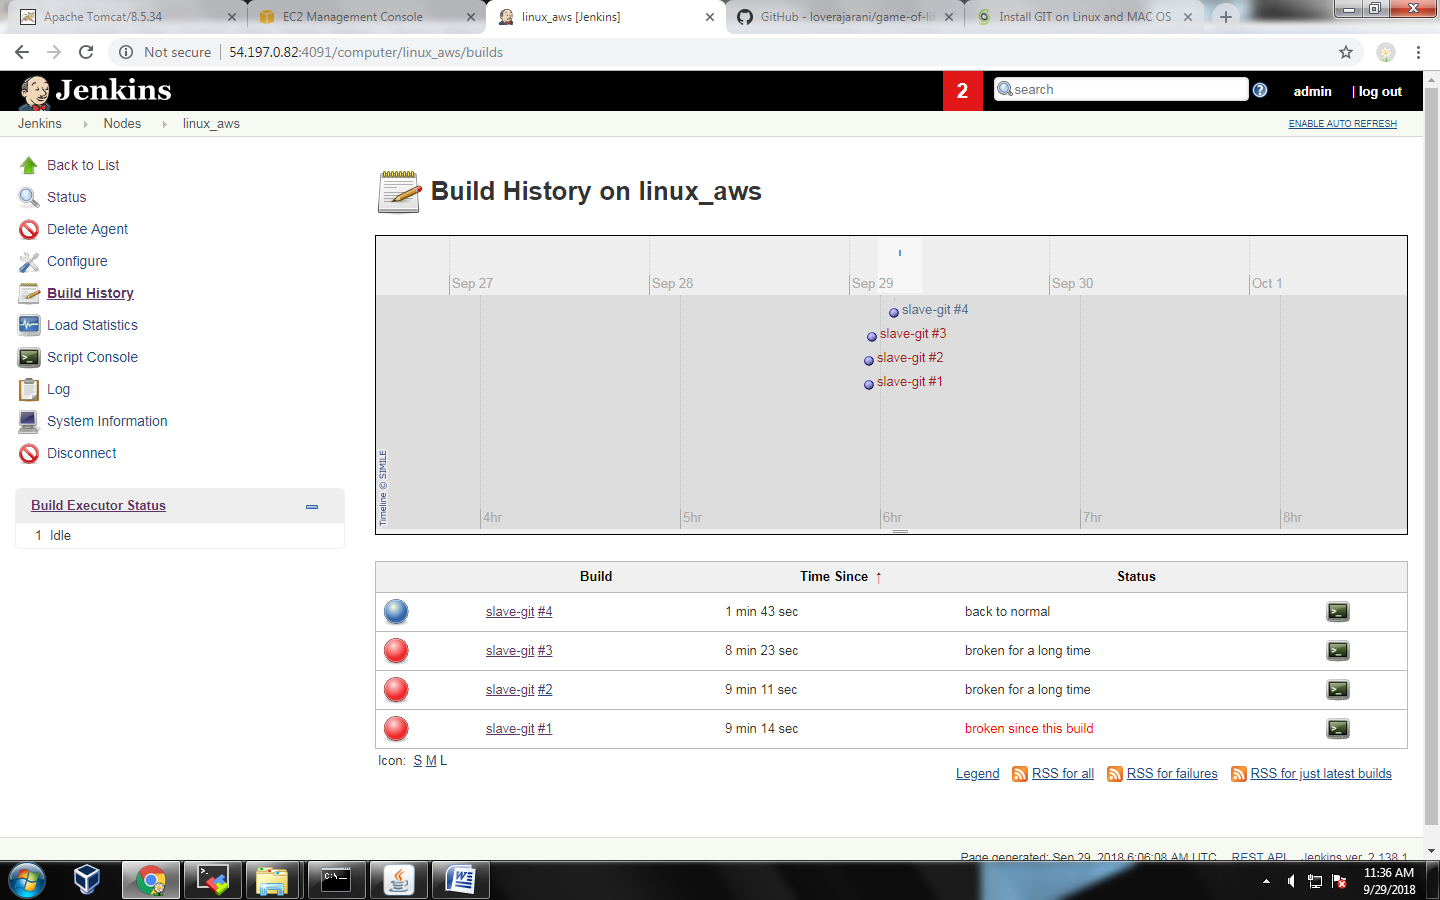 Apache Tomcat/8.5.34
EC2 Management Console
linux_aws [Jenkins]
GitHub - loverajarani/game-of-lif
Install GIT on Linux and MAC OS
Not secure | 54.197.0.82:4091/computer/linux_aws/builds
Jenkins
2
search
admin
| log out
Jenkins
Nodes
linux_aws
ENABLE AUTO REFRESH
Back to List
Status
Delete Agent
Configure
Build History
Load Statistics
Script Console
Log
System Information
Disconnect
Build Executor Status
1 Idle
Build History on linux_aws
Sep 27
Sep 28
Sep 29
Sep 30
Oct 1
slave-git #4
slave-git #3
slave-git #2
slave-git #1
Timeline © SIMILE
4hr
5hr
6hr
7hr
8hr
Build
Time Since ↑
Status
slave-git #4 1 min 43 sec back to normal
slave-git #3 8 min 23 sec broken for a long time
slave-git #2 9 min 11 sec broken for a long time
slave-git #1 9 min 14 sec broken since this build
Icon: S M L
Legend
RSS for all
RSS for failures
RSS for just latest builds
Page generated: Sep 29, 2018 6:06:08 AM UTC
REST API
Jenkins ver. 2.138.1
11:36 AM
9/29/2018